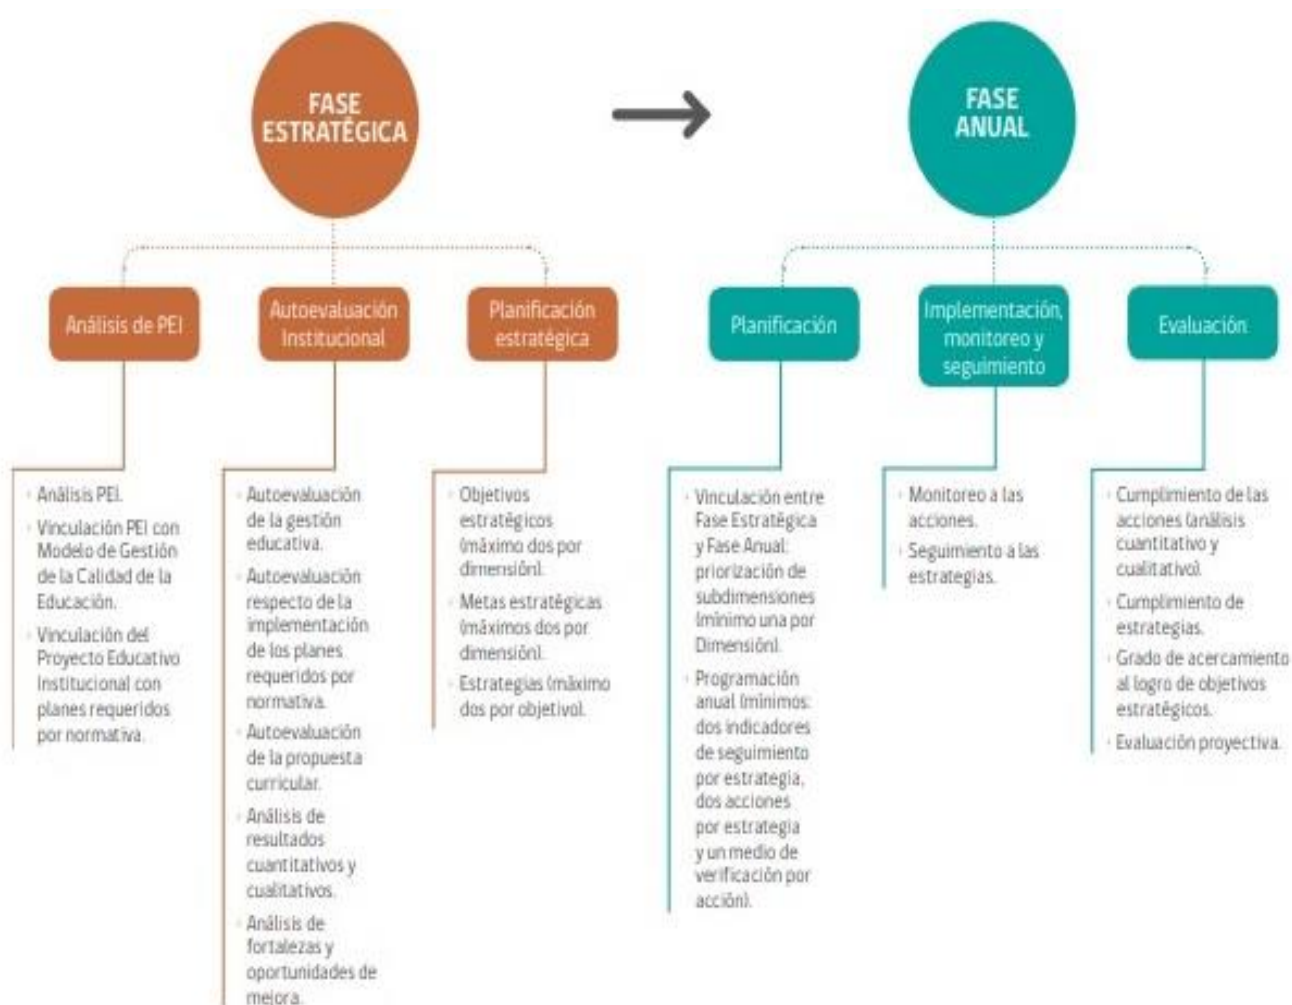 FASE
ESTRATÉGICA
FASE
ANUAL
Análisis de PEI
Autoevaluación
Institucional
Planificación
estratégica
Planificación
Implementación,
monitoreo y
seguimiento
Evaluación
Análisis PEI.
Vinculación PEI con
Modelo de Gestión
de la Calidad de la
Educación.
Vinculación del
Proyecto Educativo
Institucional con
planes requeridos
por normativa.
Autoevaluación
de la gestión
educativa.
Autoevaluación
respecto de la
implementación
de los planes
requeridos por
normativa.
Autoevaluación
de la propuesta
curricular.
Análisis de
resultados
cuantitativos y
cualitativos.
Análisis de
fortalezas y
oportunidades de
mejora.
Objetivos
estratégicos
(máximo dos por
dimensión).
Metas estratégicas
(máximos dos por
dimensión).
Estrategias (máximo
dos por objetivo).
Vinculación entre
Fase Estratégica
y Fase Anual:
priorización de
subdimensiones
(mínimo una por
Dimensión).
Programación
anual (mínimos:
dos indicadores
de seguimiento
por estrategia,
dos acciones
por estrategia
y un medio de
verificación por
acción).
Monitoreo a las
acciones.
Seguimiento a las
estrategias.
Cumplimiento de las
acciones (análisis
cuantitativo y
cualitativo).
Cumplimiento de
estrategias.
Grado de acercamiento
al logro de objetivos
estratégicos.
Evaluación proyectiva.